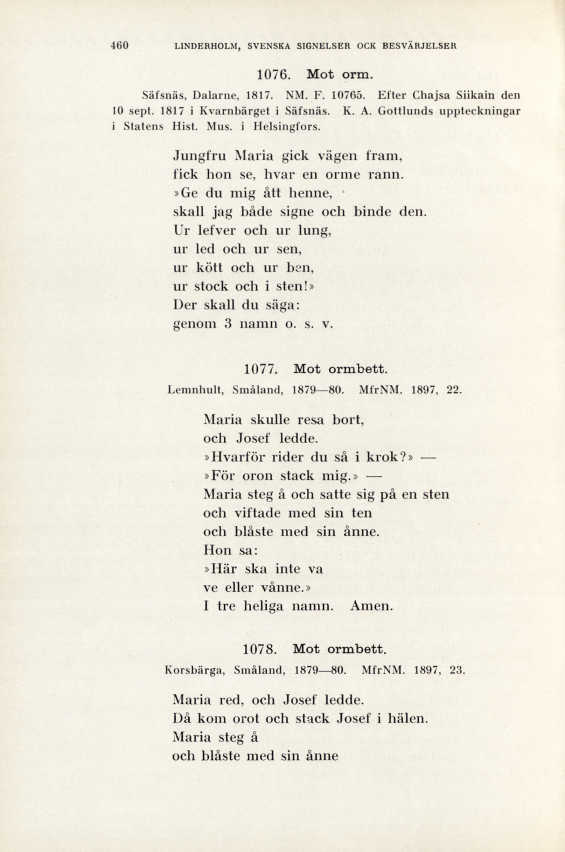 460 LINDERHOLM, SVENSKA SIGNELSER OCK BESVÄRJELSER
1076. Mot orm.
Säfsnäs, Dalarne, 1817. NM. F. 10765. Efter Chajsa Siikain den
10 sept. 1817 i Kvarnbärget i Säfsnäs. K. A. Gottlunds uppteckningar
i Statens Hist. Mus. i Helsingfors.
Jungfru Maria gick vägen fram,
fick hon se, hvar en orme rann.
»Ge du mig ått henne,
skall jag både signe och binde den.
Ur lefver och ur lung,
ur led och ur sen,
ur kött och ur ben,
ur stock och i sten!»
Der skall du säga:
genom 3 namn o. s. v.
1077. Mot ormbett.
Lemnhult, Småland, 1879—80. MfrNM. 1897, 22.
Maria skulle resa bort,
och Josef ledde.
»Hvarför rider du så i krok?» —
»För oron stack mig.» —
Maria steg å och satte sig på en sten
och viftade med sin ten
och blåste med sin ånne.
Hon sa:
»Här ska inte va
ve eller vånne.»
I tre heliga namn. Amen.
1078. Mot ormbett.
Korsbärga, Småland, 1879—80. MfrNM. 1897, 23.
Maria red, och Josef ledde.
Då kom orot och stack Josef i hälen.
Maria steg å
och blåste med sin ånne